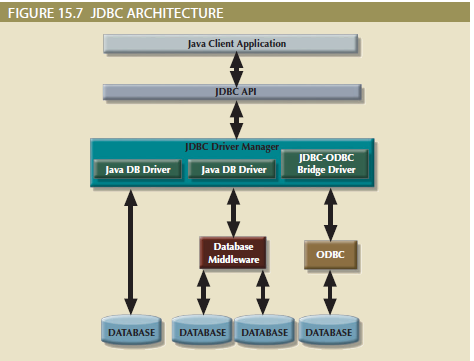 FIGURE 15.7 JDBC ARCHITECTURE
Java Client Application
JDBC API
JDBC Driver Manager
Java DB Driver
Java DB Driver
JDBC-ODBC
Bridge Driver
Database
Middleware
ODBC
DATABASE
DATABASE
DATABASE
DATABASE